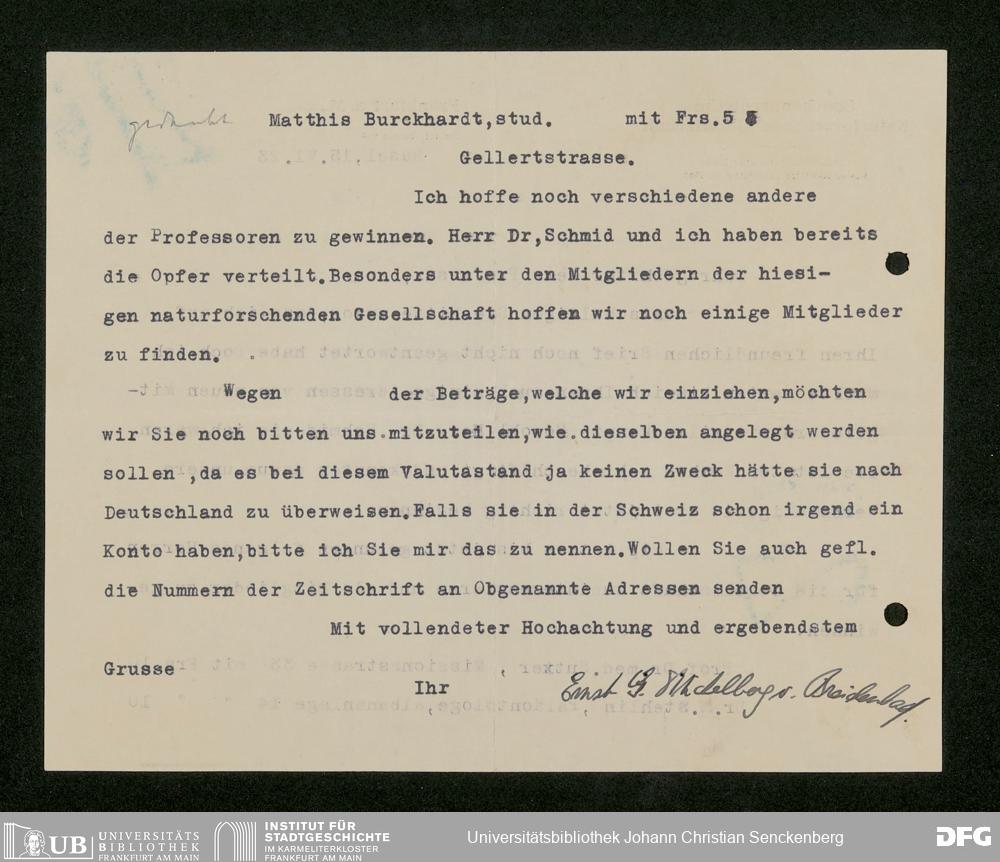 gedankt Matthis Burckhardt,stud. mit Frs.5
Gellertstrasse.
Ich hoffe noch verschiedene andere
der Professoren zu gewinnen. Herr Dr,Schmid und ich haben bereits
die Opfer verteilt.Besonders unter den Mitgliedern der hiesi-
gen naturforschenden Gesellschaft hoffen wir noch einige Mitglieder
zu finden.
Wegen der Beträge,welche wir einziehen,möchten
wir Sie noch bitten uns mitzuteilen,wie dieselben angelegt werden
sollen ,da es bei diesem Valutastand ja keinen Zweck hätte sie nach
Deutschland zu überweisen.Falls sie in der Schweiz schon irgend ein
Konto haben,bitte ich Sie mir das zu nennen.Wollen Sie auch gefl.
die Nummern der Zeitschrift an Obgenannte Adressen senden
Mit vollendeter Hochachtung und ergebendstem
Grusse
Ihr Ernst G. v.
UB UNIVERSITÄTS BIBLIOTHEK FRANKFURT AM MAIN
INSTITUT FÜR STADTGESCHICHTE IM KARMELITERKLOSTER FRANKFURT AM MAIN
Universitätsbibliothek Johann Christian Senckenberg
DFG